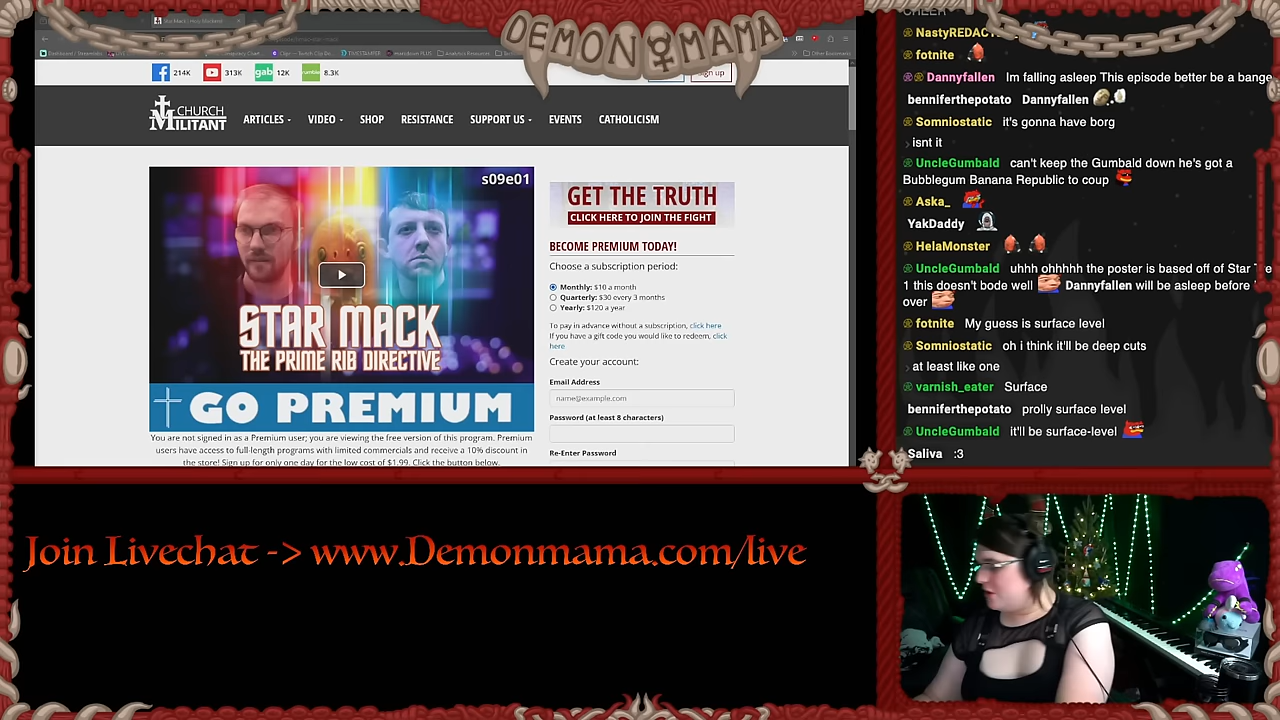 DEMON MAMA
214K
313K
gab
12K
rumble
8.3K
Sign up
CHURCH
MILITANT
ARTICLES
VIDEO
SHOP
RESISTANCE
SUPPORT US
EVENTS
CATHOLICISM
s09e01
STAR MACK
THE PRIME RIB DIRECTIVE
GO PREMIUM
You are not signed in as a Premium user; you are viewing the free version of this program. Premium
users have access to full-length programs with limited commercials and receive a 10% discount in
the store! Sign up for only one day for the low cost of $1.99. Click the button below.
GET THE TRUTH
CLICK HERE TO JOIN THE FIGHT
BECOME PREMIUM TODAY!
Choose a subscription period:
Monthly: $10 a month
Quarterly: $30 every 3 months
Yearly: $120 a year
To pay in advance without a subscription, click here
If you have a gift code you would like to redeem, click
here
Create your account:
Email Address
name@example.com
Password (at least 8 characters)
Re-Enter Password
CHEER
NastyREDAC
fotnite
Dannyfallen Im falling asleep This episode better be a bange
benniferthepotato Dannyfallen
Somniostatic it's gonna have borg
isnt it
UncleGumbald can't keep the Gumbald down he's got a
Bubblegum Banana Republic to coup
Aska_
YakDaddy
HelaMonster
UncleGumbald uhhh ohhhhh the poster is based off of Star T e
1 this doesn't bode well Dannyfallen will be asleep before
over
fotnite My guess is surface level
Somniostatic oh i think it'll be deep cuts
at least like one
varnish_eater Surface
benniferthepotato prolly surface level
UncleGumbald it'll be surface-level
Saliva :3
Join Livechat -> www.Demonmama.com/live